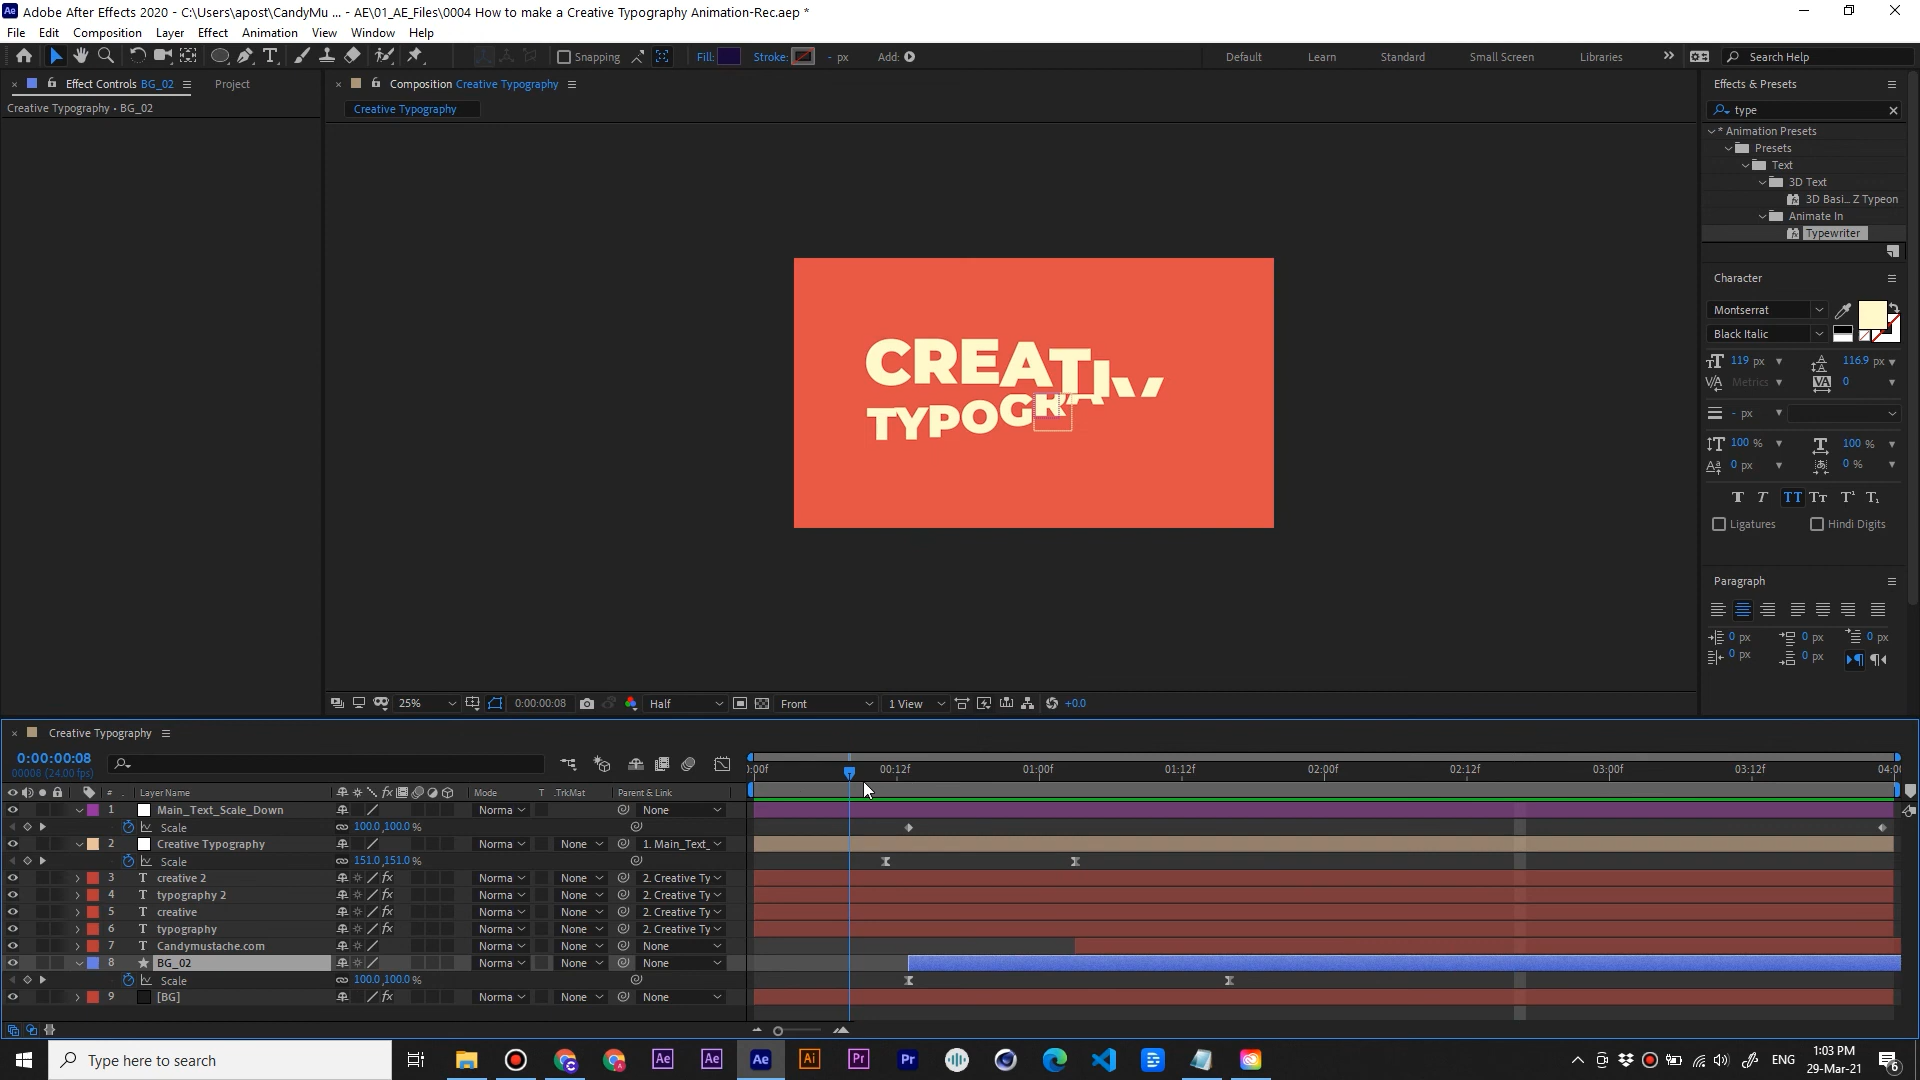 Adobe After Effects 2020 - C:\Users\apost\CandyMu ... - AE\01_AE_Files\0004 How to make a Creative Typography Animation-Rec.aep *
File Edit Composition Layer Effect Animation View Window Help
Snapping Fill: Stroke: - px Add: Default Learn Standard Small Screen Libraries Search Help
Effect Controls BG_02 Project
Creative Typography • BG_02
Composition Creative Typography
Creative Typography
CREATIV
TYPOGRA
25% 0:00:00:08 Half Front 1 View +0.0
Effects & Presets
type
* Animation Presets
Presets
Text
3D Text
3D Basi... Z Typeon
Animate In
Typewriter
Character
Montserrat
Black Italic
119 px 116.9 px
Metrics 0
- px
100 % 100 %
0 px 0 %
Ligatures Hindi Digits
Paragraph
0 px 0 px 0 px
0 px 0 px
Creative Typography
0:00:00:08
00008 (24.00 fps)
:00f 00:12f 01:00f 01:12f 02:00f 02:12f 03:00f 03:12f 04:00
# Layer Name Mode T .TrkMat Parent & Link
1 Main_Text_Scale_Down Norma None
Scale 100.0,100.0 %
2 Creative Typography Norma None 1. Main_Text_
Scale 151.0,151.0 %
3 T creative 2 Norma None 2. Creative Ty
4 T typography 2 Norma None 2. Creative Ty
5 T creative Norma None 2. Creative Ty
6 T typography Norma None 2. Creative Ty
7 T Candymustache.com Norma None None
8 BG_02 Norma None None
Scale 100.0,100.0 %
9 [BG] Norma None None
Type here to search
Ae Ae Ae Ai Pr Pr
ENG 1:03 PM
29-Mar-21
6